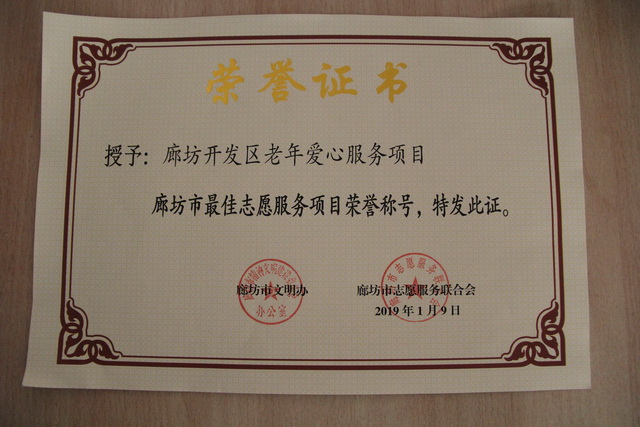 荣誉证书
授予：廊坊开发区老年爱心服务项目
廊坊市最佳志愿服务项目荣誉称号，特发此证。
廊坊市文明办
办公室
廊坊市志愿服务联合会
2019年1月9日